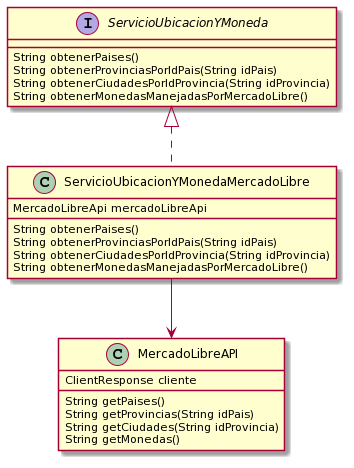 I ServicioUbicacionYMoneda
String obtenerPaises()
String obtenerProvinciasPorIdPais(String idPais)
String obtenerCiudadesPorIdProvincia(String idProvincia)
String obtenerMonedasManejadasPorMercadoLibre()
C ServicioUbicacionYMonedaMercadoLibre
MercadoLibreApi mercadoLibreApi
String obtenerPaises()
String obtenerProvinciasPorIdPais(String idPais)
String obtenerCiudadesPorIdProvincia(String idProvincia)
String obtenerMonedasManejadasPorMercadoLibre()
C MercadoLibreAPI
ClientResponse cliente
String getPaises()
String getProvincias(String idPais)
String getCiudades(String idProvincia)
String getMonedas()